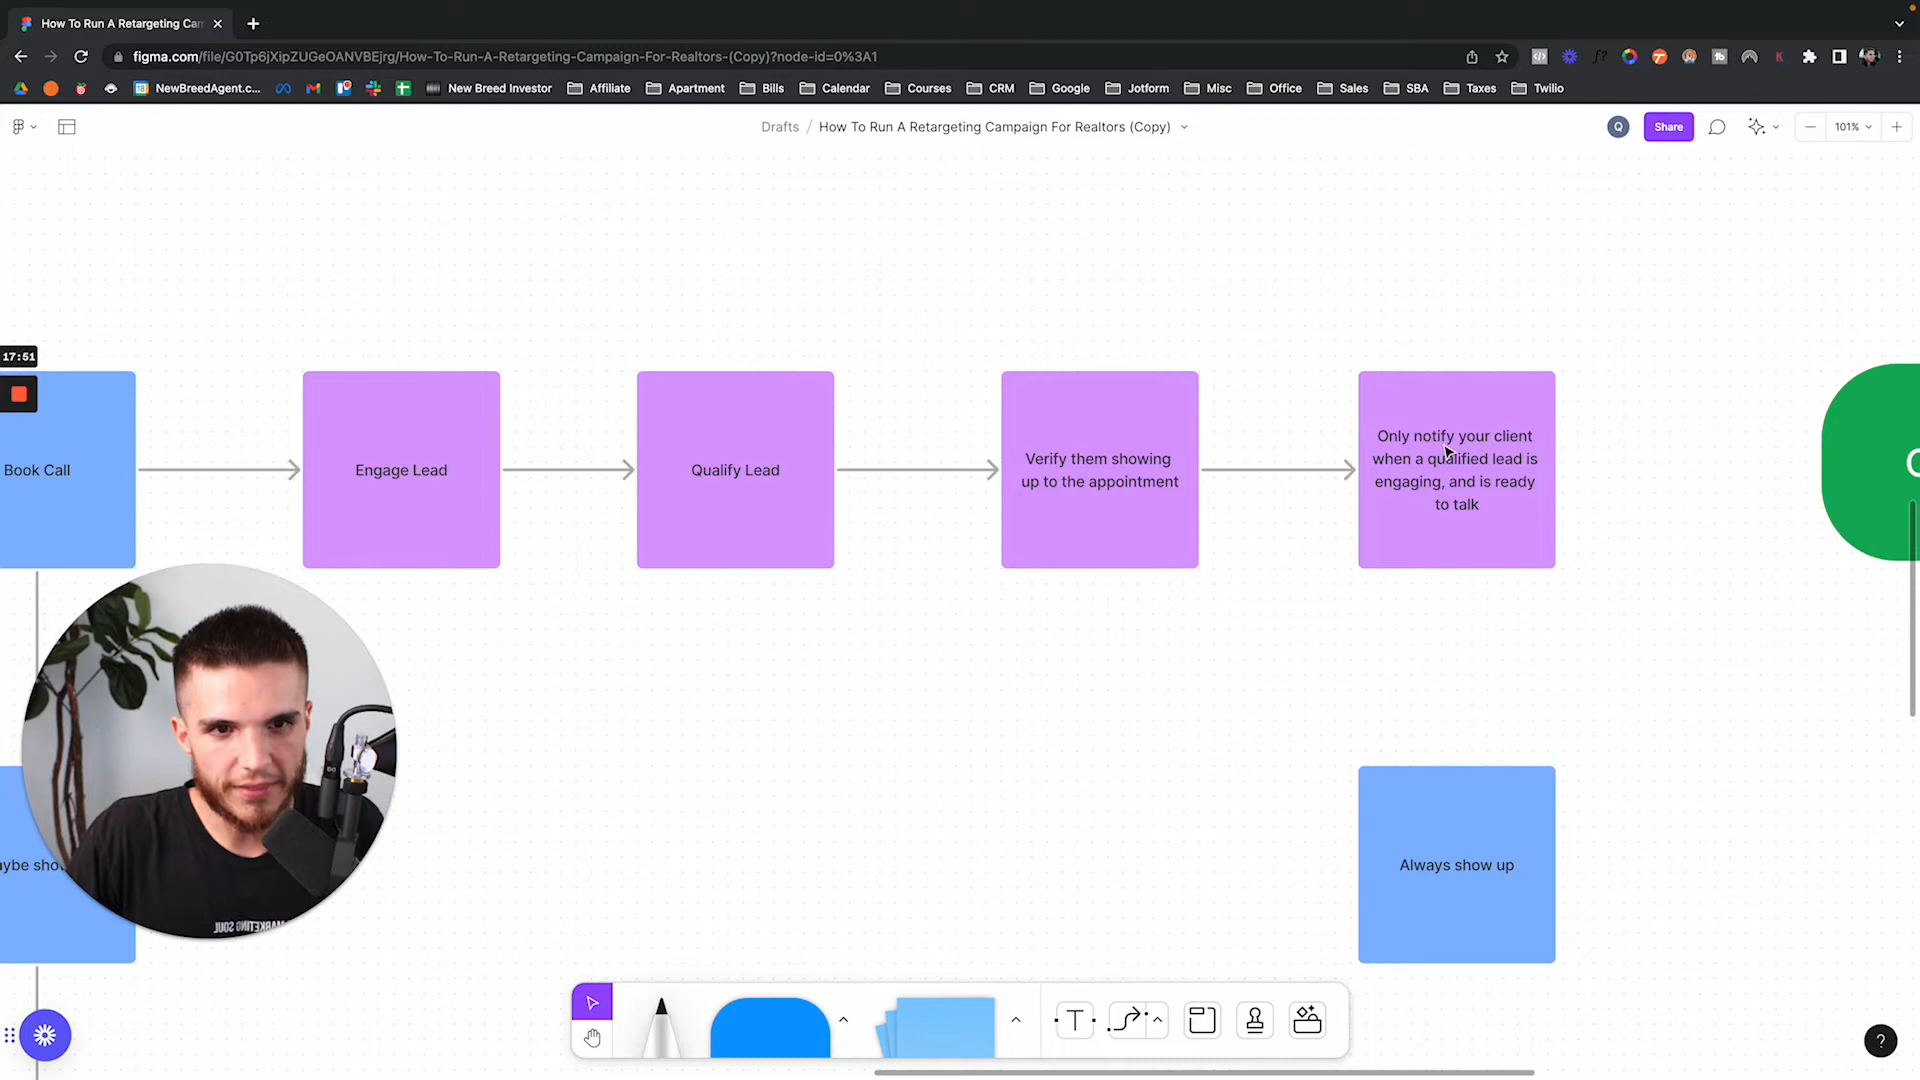 How To Run A Retargeting Car
figma.com/file/G0Tp6jXipZUGeOANVBEjrg/How-To-Run-A-Retargeting-Campaign-For-Realtors-(Copy)?node-id=0%3A1
NewBreedAgent.c...
New Breed Investor
Affiliate
Apartment
Bills
Calendar
Courses
CRM
Google
Jotform
Misc
Office
Sales
SBA
Taxes
Twilio
Drafts / How To Run A Retargeting Campaign For Realtors (Copy)
Q
Share
101%
17:51
Book Call
Engage Lead
Qualify Lead
Verify them showing
up to the appointment
Only notify your client
when a qualified lead is
engaging, and is ready
to talk
aybe sho
Always show up
MARKETING SOUL
T
?